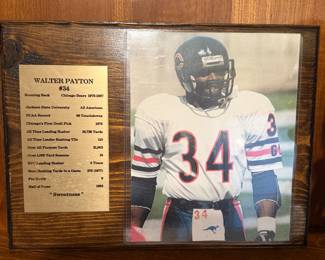 WALTER PAYTON
#34
Running Back Chicago Bears 1975-1987
Jackson State University All American
NCAA Record 66 Touchdowns
Chicago's First Draft Pick 1975
All Time Leading Rusher 16,726 Yards
All Time Leader Rushing Tds 110
Over All Purpose Yards 21,803
Over 1,000 Yard Seasons 10
NFC Leading Rusher 5 Times
Most Rushing Yards In a Game 275 (1977)
Pro Bowls 9
Hall of Fame 1993
"Sweetness"
34
34
34